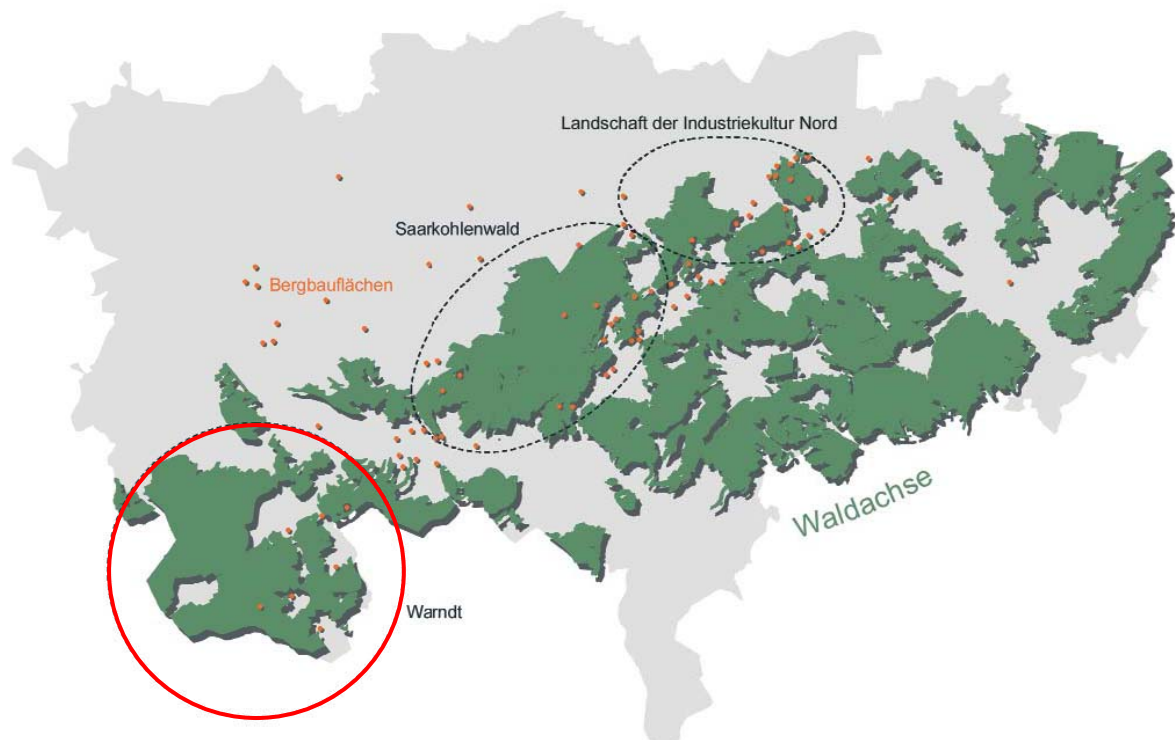 Landschaft der Industriekultur Nord
Saarkohlenwald
Bergbauflächen
Waldachse
Warndt